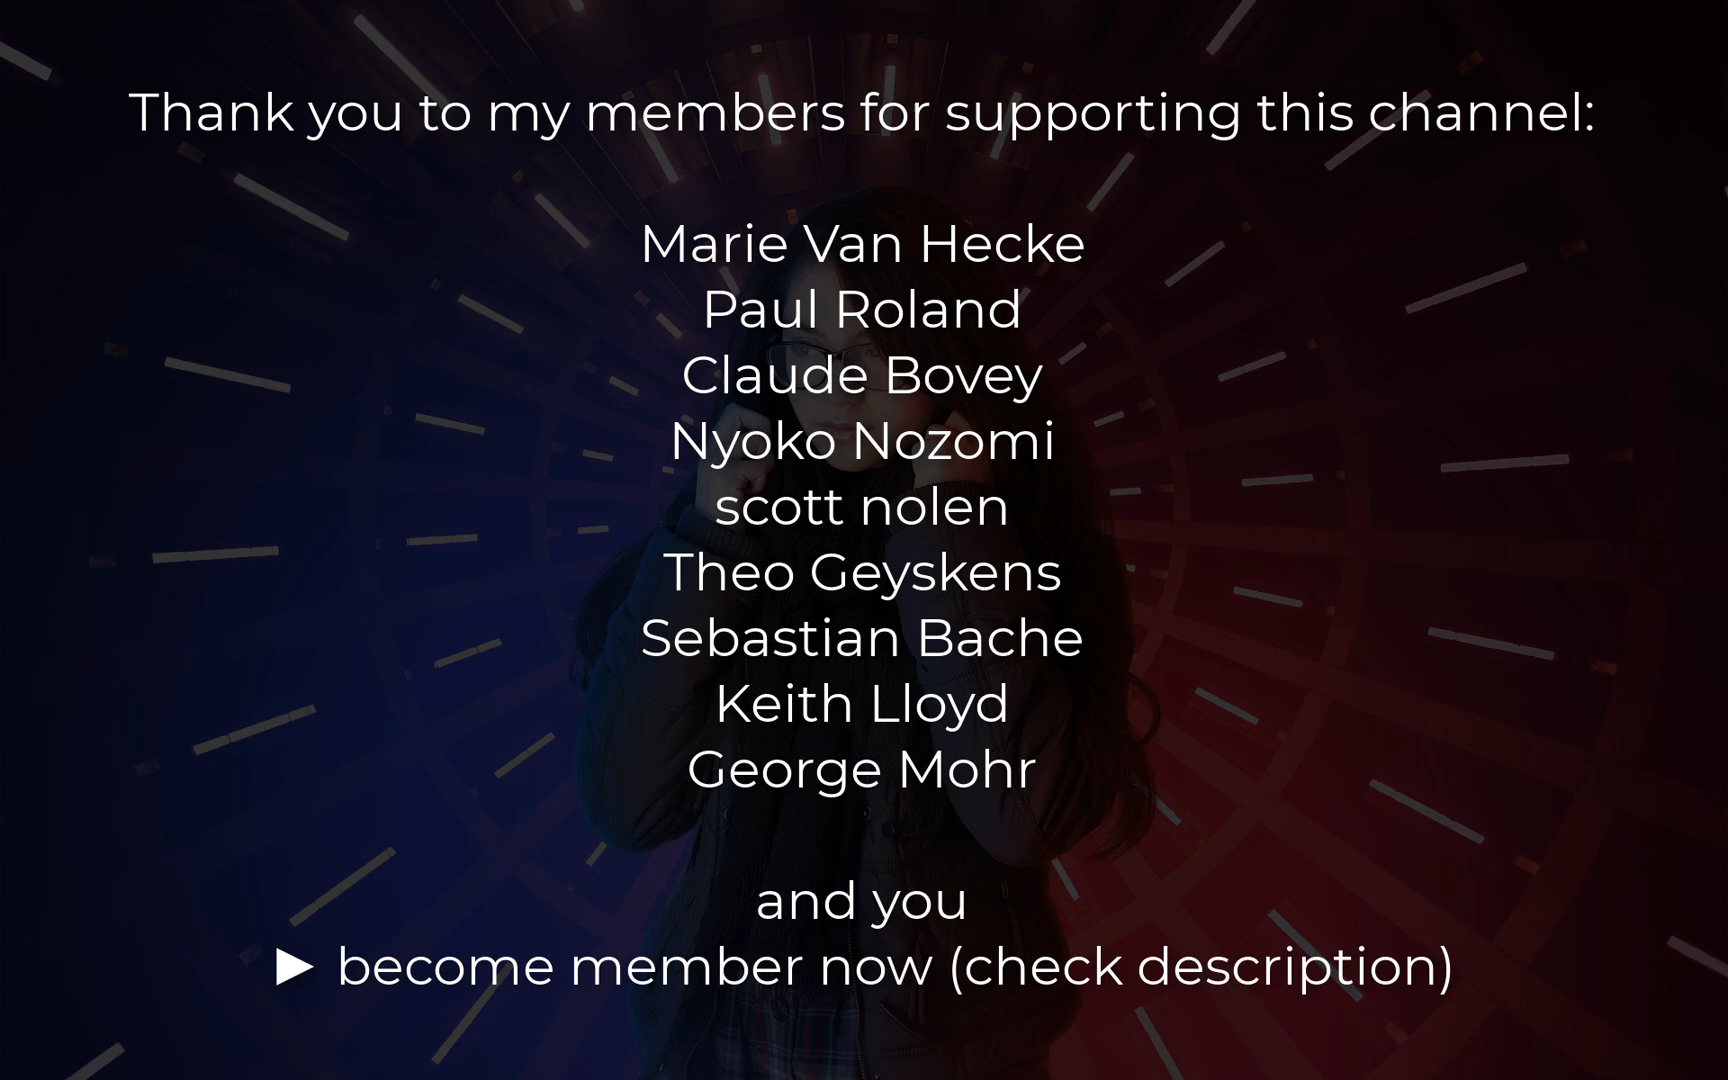 Thank you to my members for supporting this channel:
Marie Van Hecke
Paul Roland
Claude Bovey
Nyoko Nozomi
scott nolen
Theo Geyskens
Sebastian Bache
Keith Lloyd
George Mohr
and you
► become member now (check description)